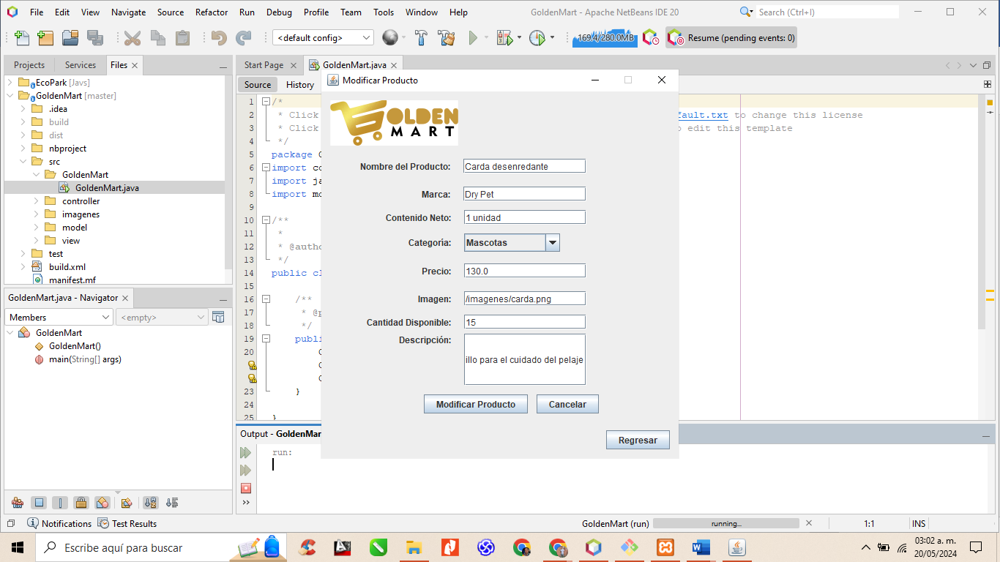 File Edit View Navigate Source Refactor Run Debug Profile Team Tools Window Help
GoldenMart - Apache NetBeans IDE 20
Search (Ctrl+I)
<default config>
169.4/280.0MB
Resume (pending events: 0)
Projects Services Files
Start Page GoldenMart.java
Source History
EcoPark [Javs]
GoldenMart [master]
.idea
build
dist
nbproject
src
GoldenMart
GoldenMart.java
controller
imagenes
model
view
test
build.xml
manifest.mf
GoldenMart.java - Navigator
Members
<empty>
GoldenMart
GoldenMart()
main(String[] args)
1 /*
2 * Click fault.txt to change this license
3 * Click edit this template
4 */
5 package
6 import co
7 import ja
8 import mo
9
10 /**
11 *
12 * @autho
13 */
14 public cl
15
16 /**
17 * @p
18 */
19 publi
20
23 }
24
25 }
Modificar Producto
GOLDEN
MART
Nombre del Producto: Carda desenredante
Marca: Dry Pet
Contenido Neto: 1 unidad
Categoría: Mascotas
Precio: 130.0
Imagen: /imagenes/carda.png
Cantidad Disponible: 15
Descripción: illo para el cuidado del pelaje
Modificar Producto Cancelar
Regresar
Output - GoldenMar
run:
Notifications Test Results
GoldenMart (run) running... 1:1 INS
Escribe aquí para buscar
03:02 a. m.
20/05/2024